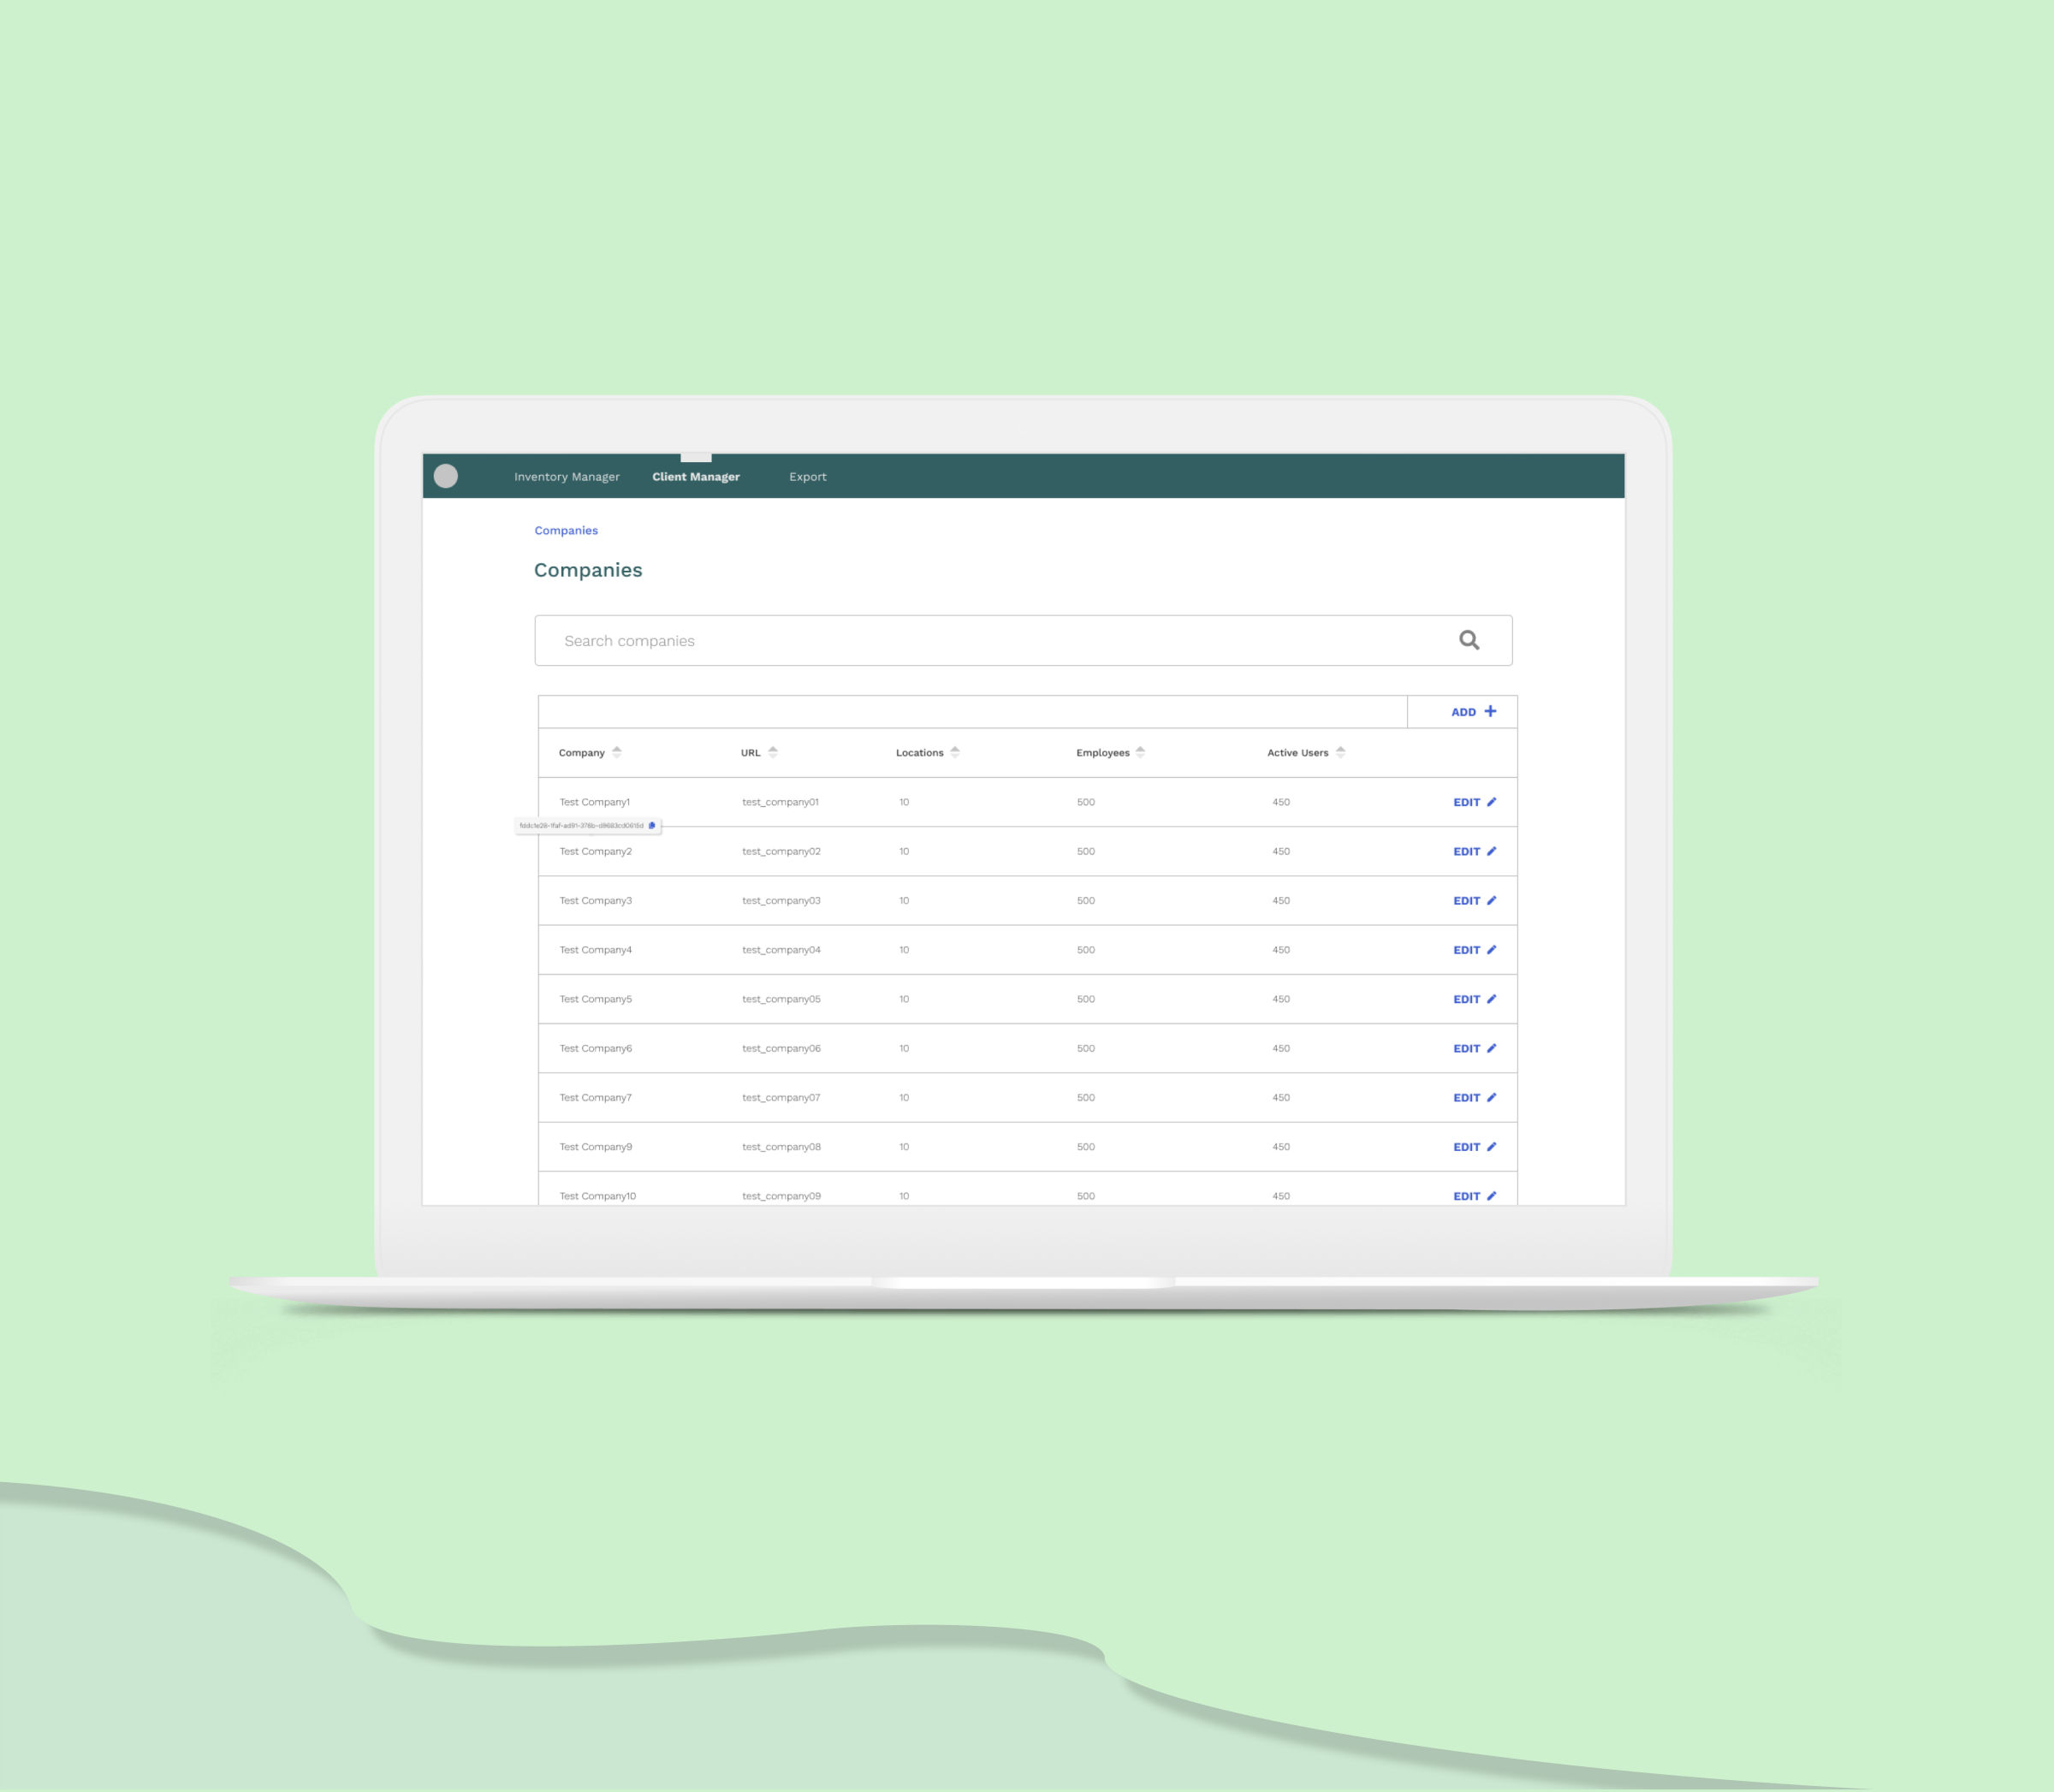 Inventory Manager Client Manager Export
Companies
Companies
Search companies
ADD
Company URL Locations Employees Active Users
Test Company1 test_company01 10 500 450 EDIT
Test Company2 test_company02 10 500 450 EDIT
Test Company3 test_company03 10 500 450 EDIT
Test Company4 test_company04 10 500 450 EDIT
Test Company5 test_company05 10 500 450 EDIT
Test Company6 test_company06 10 500 450 EDIT
Test Company7 test_company07 10 500 450 EDIT
Test Company9 test_company08 10 500 450 EDIT
Test Company10 test_company09 10 500 450 EDIT